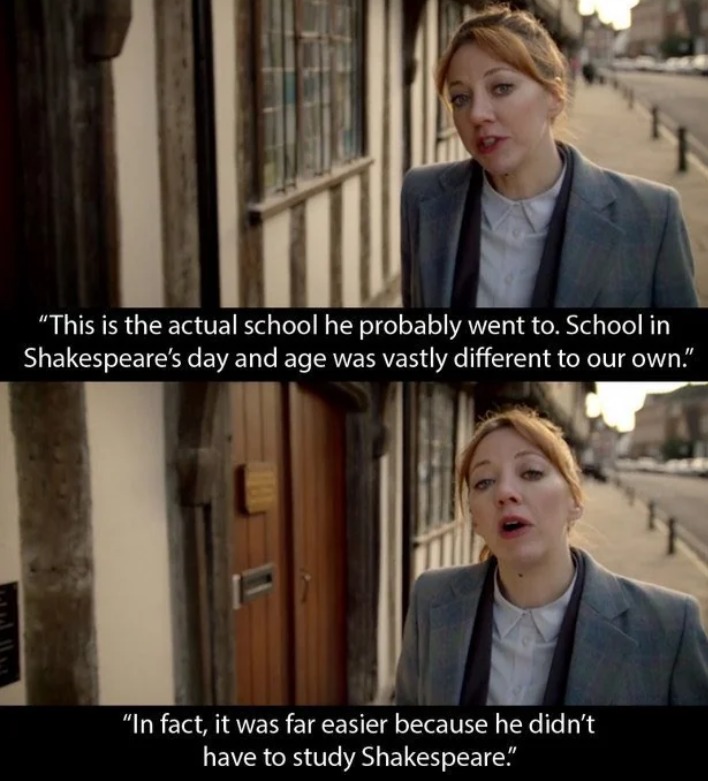 “This is the actual school he probably went to. School in
Shakespeare’s day and age was vastly different to our own.”
“In fact, it was far easier because he didn’t
have to study Shakespeare.”